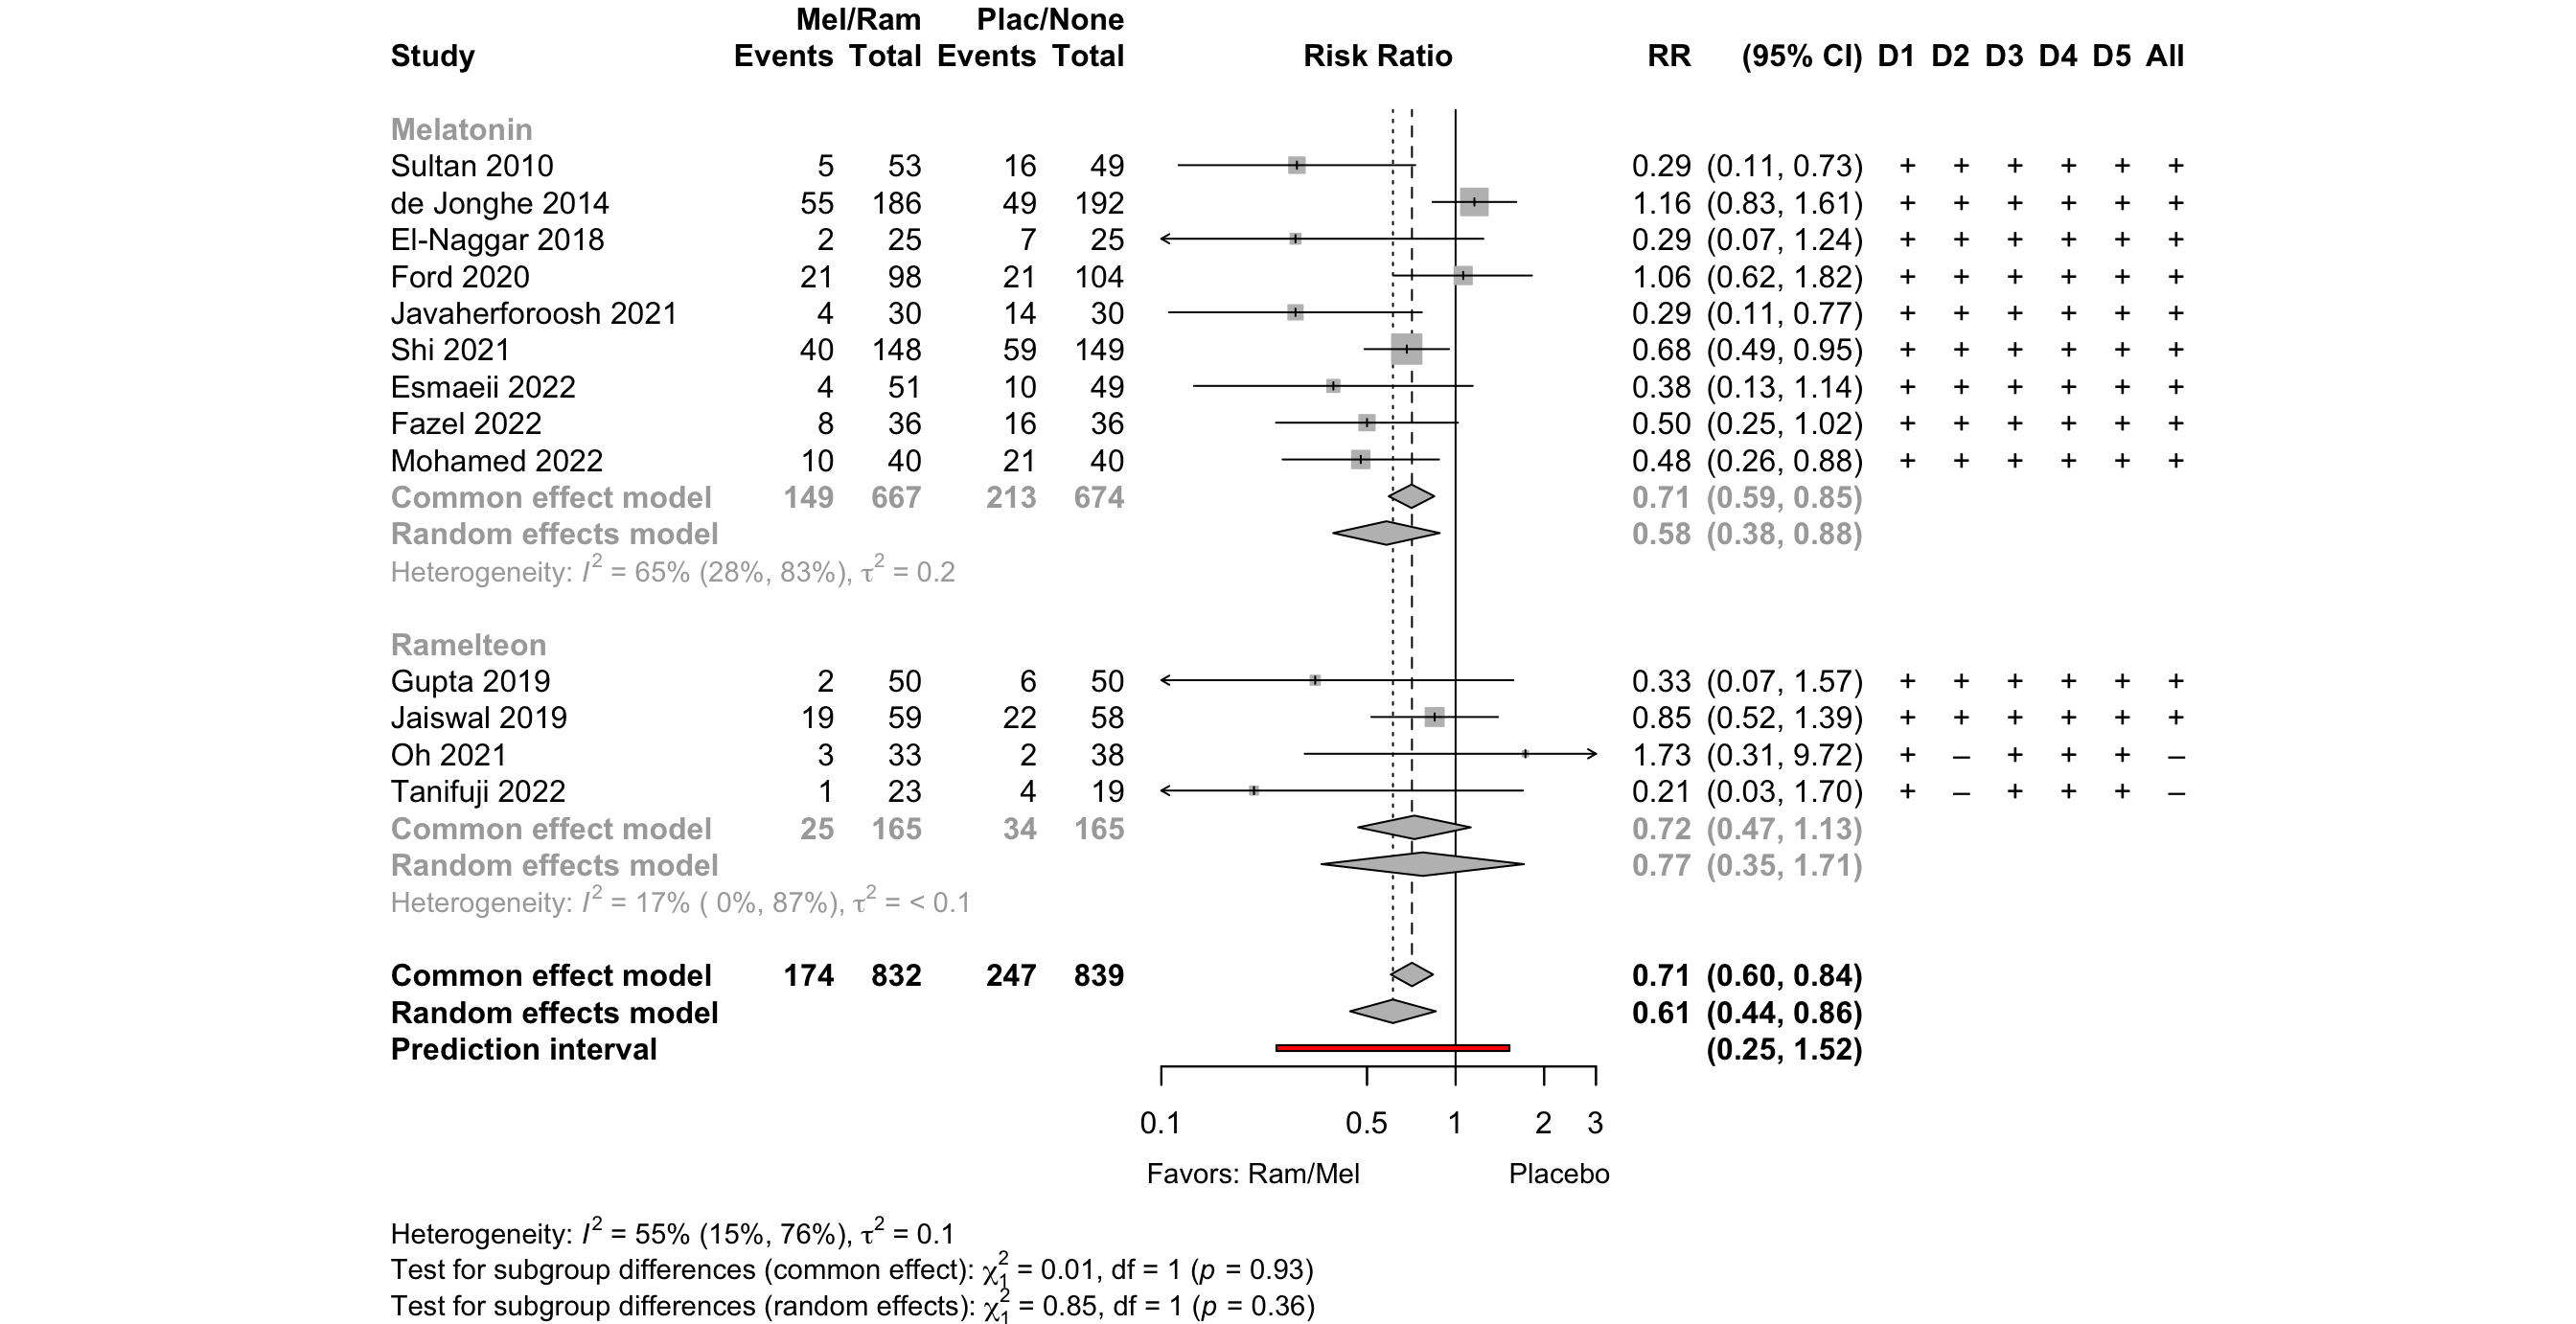 Mel/Ram Plac/None
Study Events Total Events Total Risk Ratio RR (95% CI) D1 D2 D3 D4 D5 All
Melatonin
Sultan 2010 5 53 16 49 0.29 (0.11, 0.73) + + + + + +
de Jonghe 2014 55 186 49 192 1.16 (0.83, 1.61) + + + + + +
El-Naggar 2018 2 25 7 25 0.29 (0.07, 1.24) + + + + + +
Ford 2020 21 98 21 104 1.06 (0.62, 1.82) + + + + + +
Javaherforoosh 2021 4 30 14 30 0.29 (0.11, 0.77) + + + + + +
Shi 2021 40 148 59 149 0.68 (0.49, 0.95) + + + + + +
Esmaeii 2022 4 51 10 49 0.38 (0.13, 1.14) + + + + + +
Fazel 2022 8 36 16 36 0.50 (0.25, 1.02) + + + + + +
Mohamed 2022 10 40 21 40 0.48 (0.26, 0.88) + + + + + +
Common effect model 149 667 213 674 0.71 (0.59, 0.85)
Random effects model 0.58 (0.38, 0.88)
Heterogeneity: I² = 65% (28%, 83%), τ² = 0.2
Ramelteon
Gupta 2019 2 50 6 50 0.33 (0.07, 1.57) + + + + + +
Jaiswal 2019 19 59 22 58 0.85 (0.52, 1.39) + + + + + +
Oh 2021 3 33 2 38 1.73 (0.31, 9.72) + – + + + –
Tanifuji 2022 1 23 4 19 0.21 (0.03, 1.70) + – + + + –
Common effect model 25 165 34 165 0.72 (0.47, 1.13)
Random effects model 0.77 (0.35, 1.71)
Heterogeneity: I² = 17% ( 0%, 87%), τ² = < 0.1
Common effect model 174 832 247 839 0.71 (0.60, 0.84)
Random effects model 0.61 (0.44, 0.86)
Prediction interval (0.25, 1.52)
0.1 0.5 1 2 3
Favors: Ram/Mel Placebo
Heterogeneity: I² = 55% (15%, 76%), τ² = 0.1
Test for subgroup differences (common effect): χ²₁ = 0.01, df = 1 (p = 0.93)
Test for subgroup differences (random effects): χ²₁ = 0.85, df = 1 (p = 0.36)